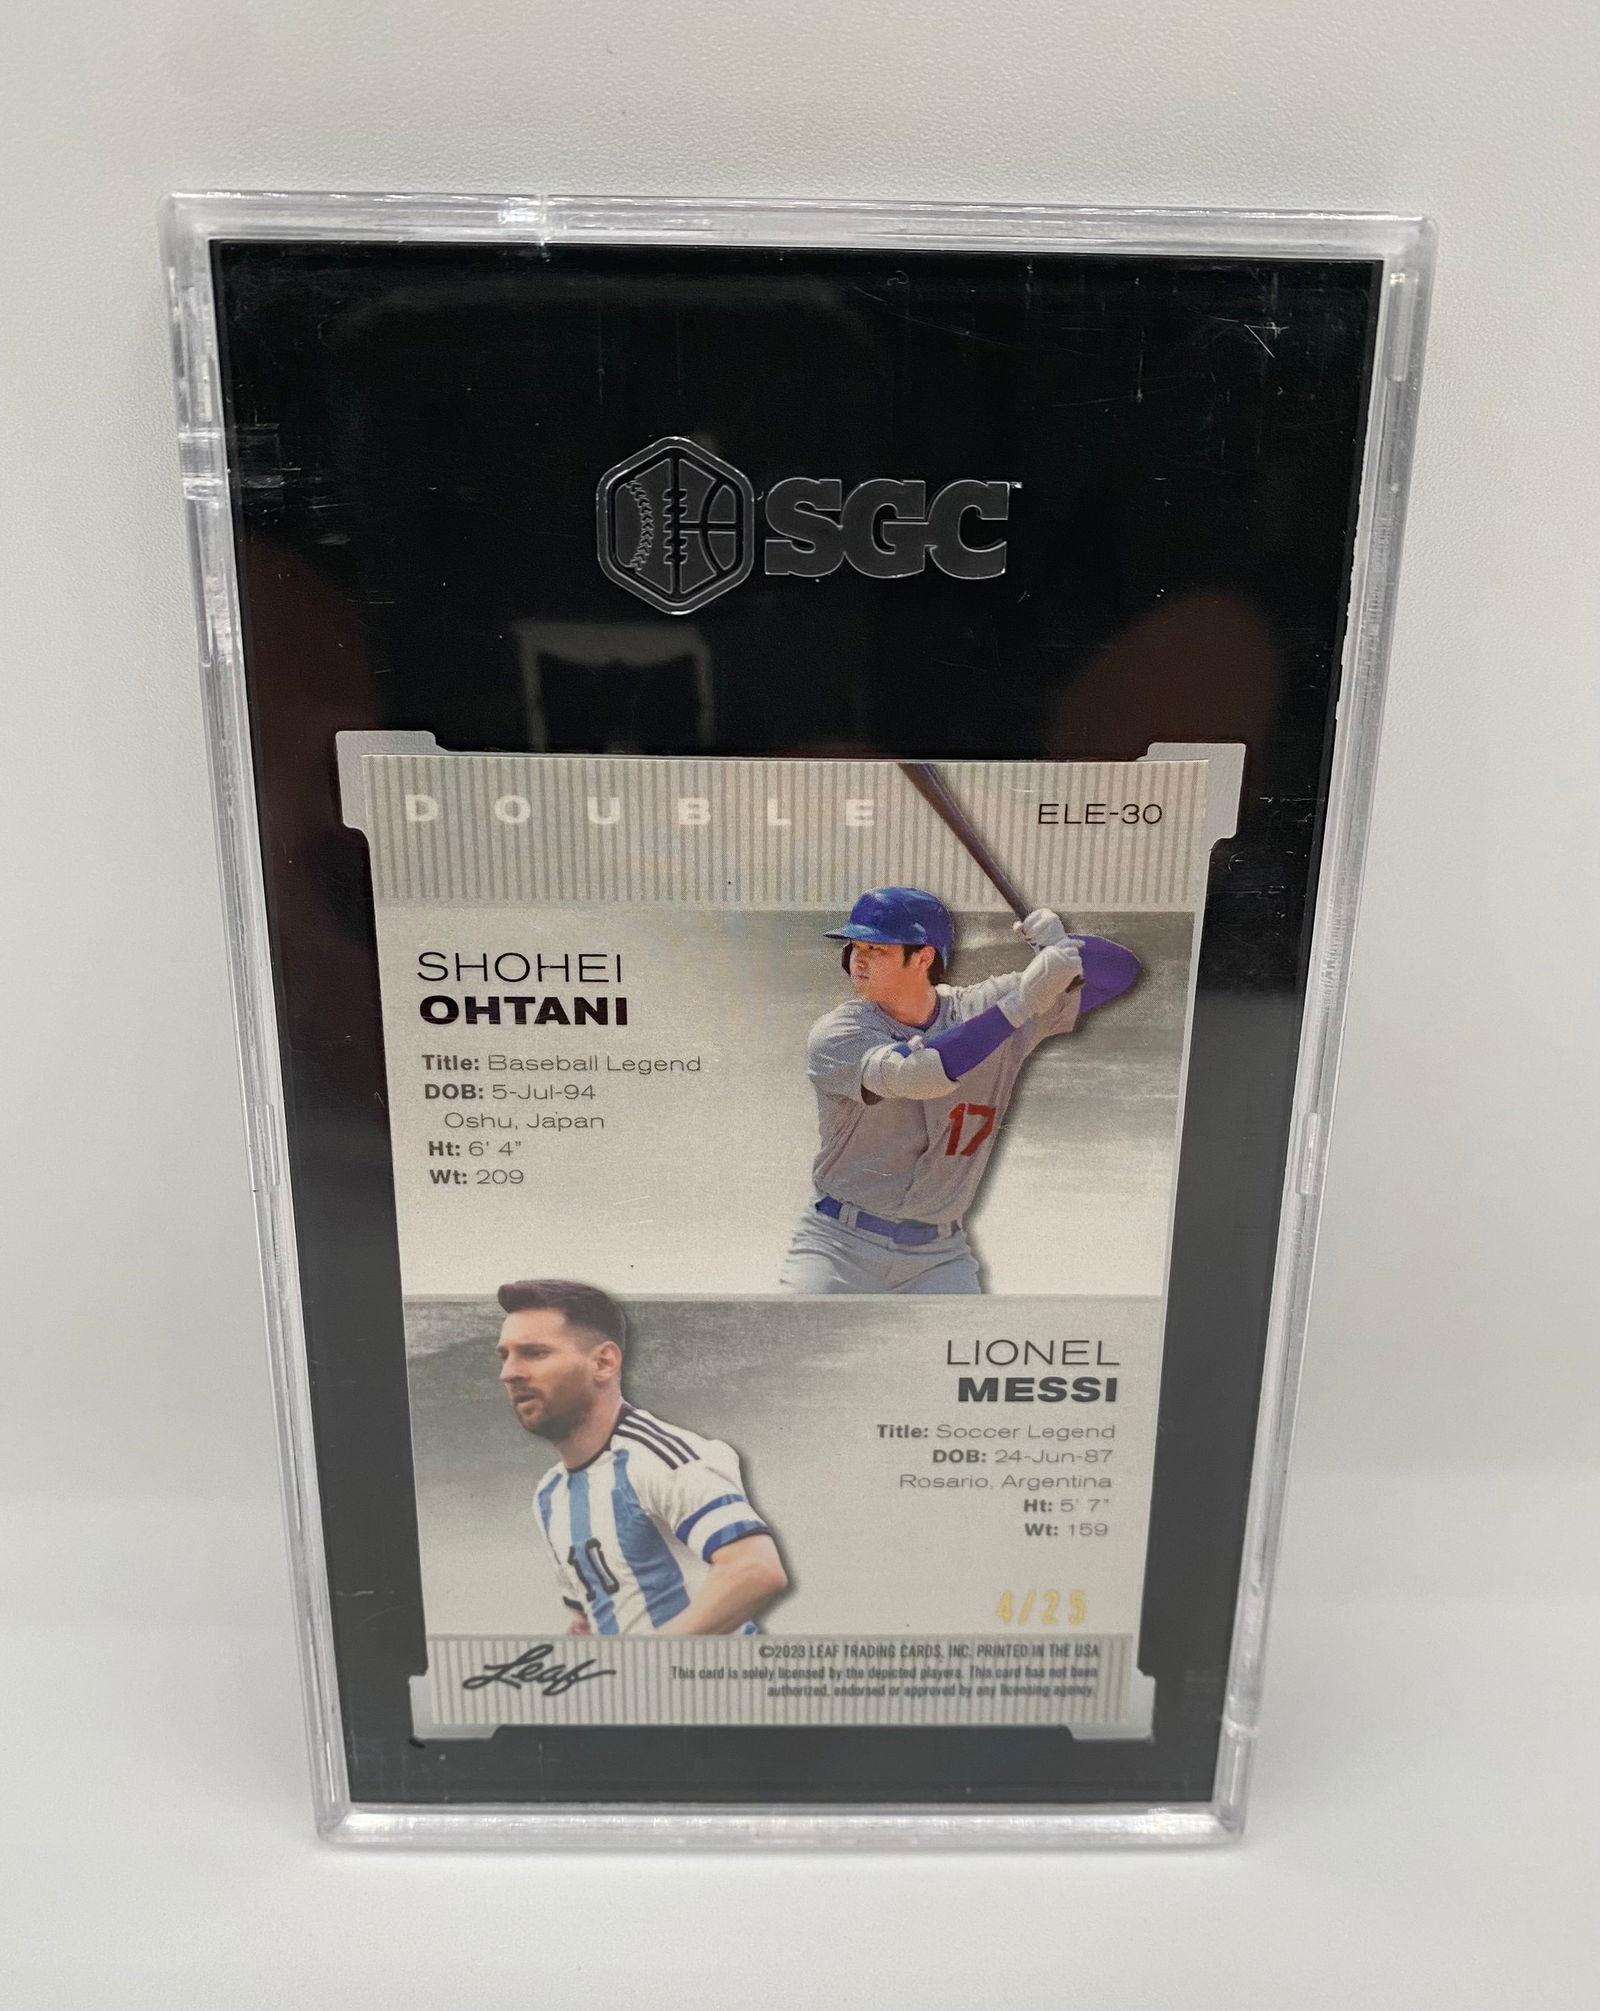 SGC
DOUBLE
ELE-30
SHOHEI
OHTANI
Title: Baseball Legend
DOB: 5-Jul-94
Oshu, Japan
Ht: 6' 4"
Wt: 209
17
LIONEL
MESSI
Title: Soccer Legend
DOB: 24-Jun-87
Rosario, Argentina
Ht: 5' 7"
Wt: 159
10
4/25
Leaf
©2023 LEAF TRADING CARDS, INC. PRINTED IN THE USA
This card is solely licensed by the depicted players. This card has not been
authorized, endorsed or approved by any licensing agency.